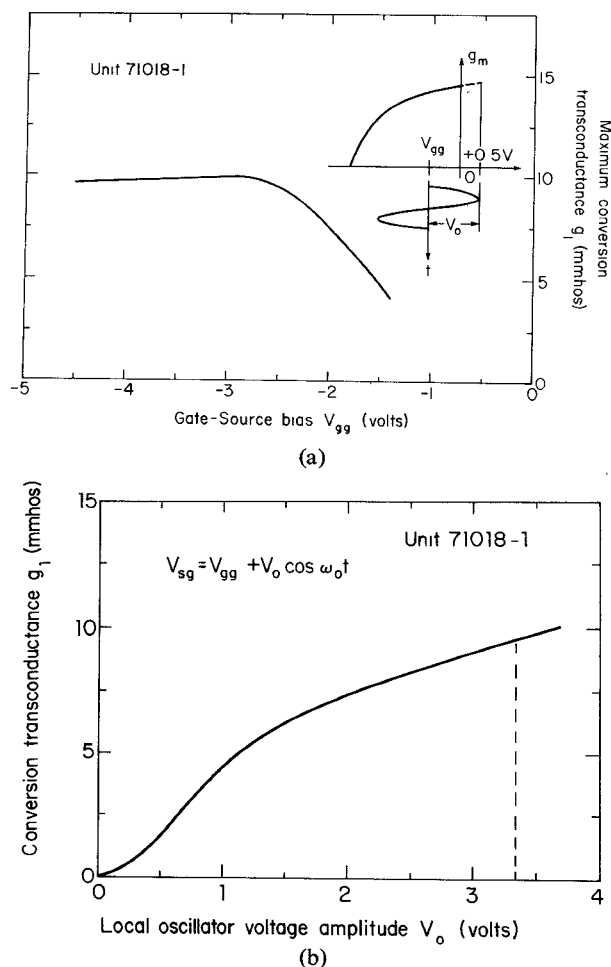 Unit 71018-1
g_m
V_gg
+0.5V
0
V_o
t
15
10
5
0
Maximum conversion
transconductance g_1 (mmhos)
-5
-4
-3
-2
-1
0
Gate-Source bias V_gg (volts)
(a)
15
10
5
0
Unit 71018-1
V_sg = V_gg + V_o cos ω_o t
Conversion transconductance g_1 (mmhos)
0
1
2
3
4
Local oscillator voltage amplitude V_o (volts)
(b)